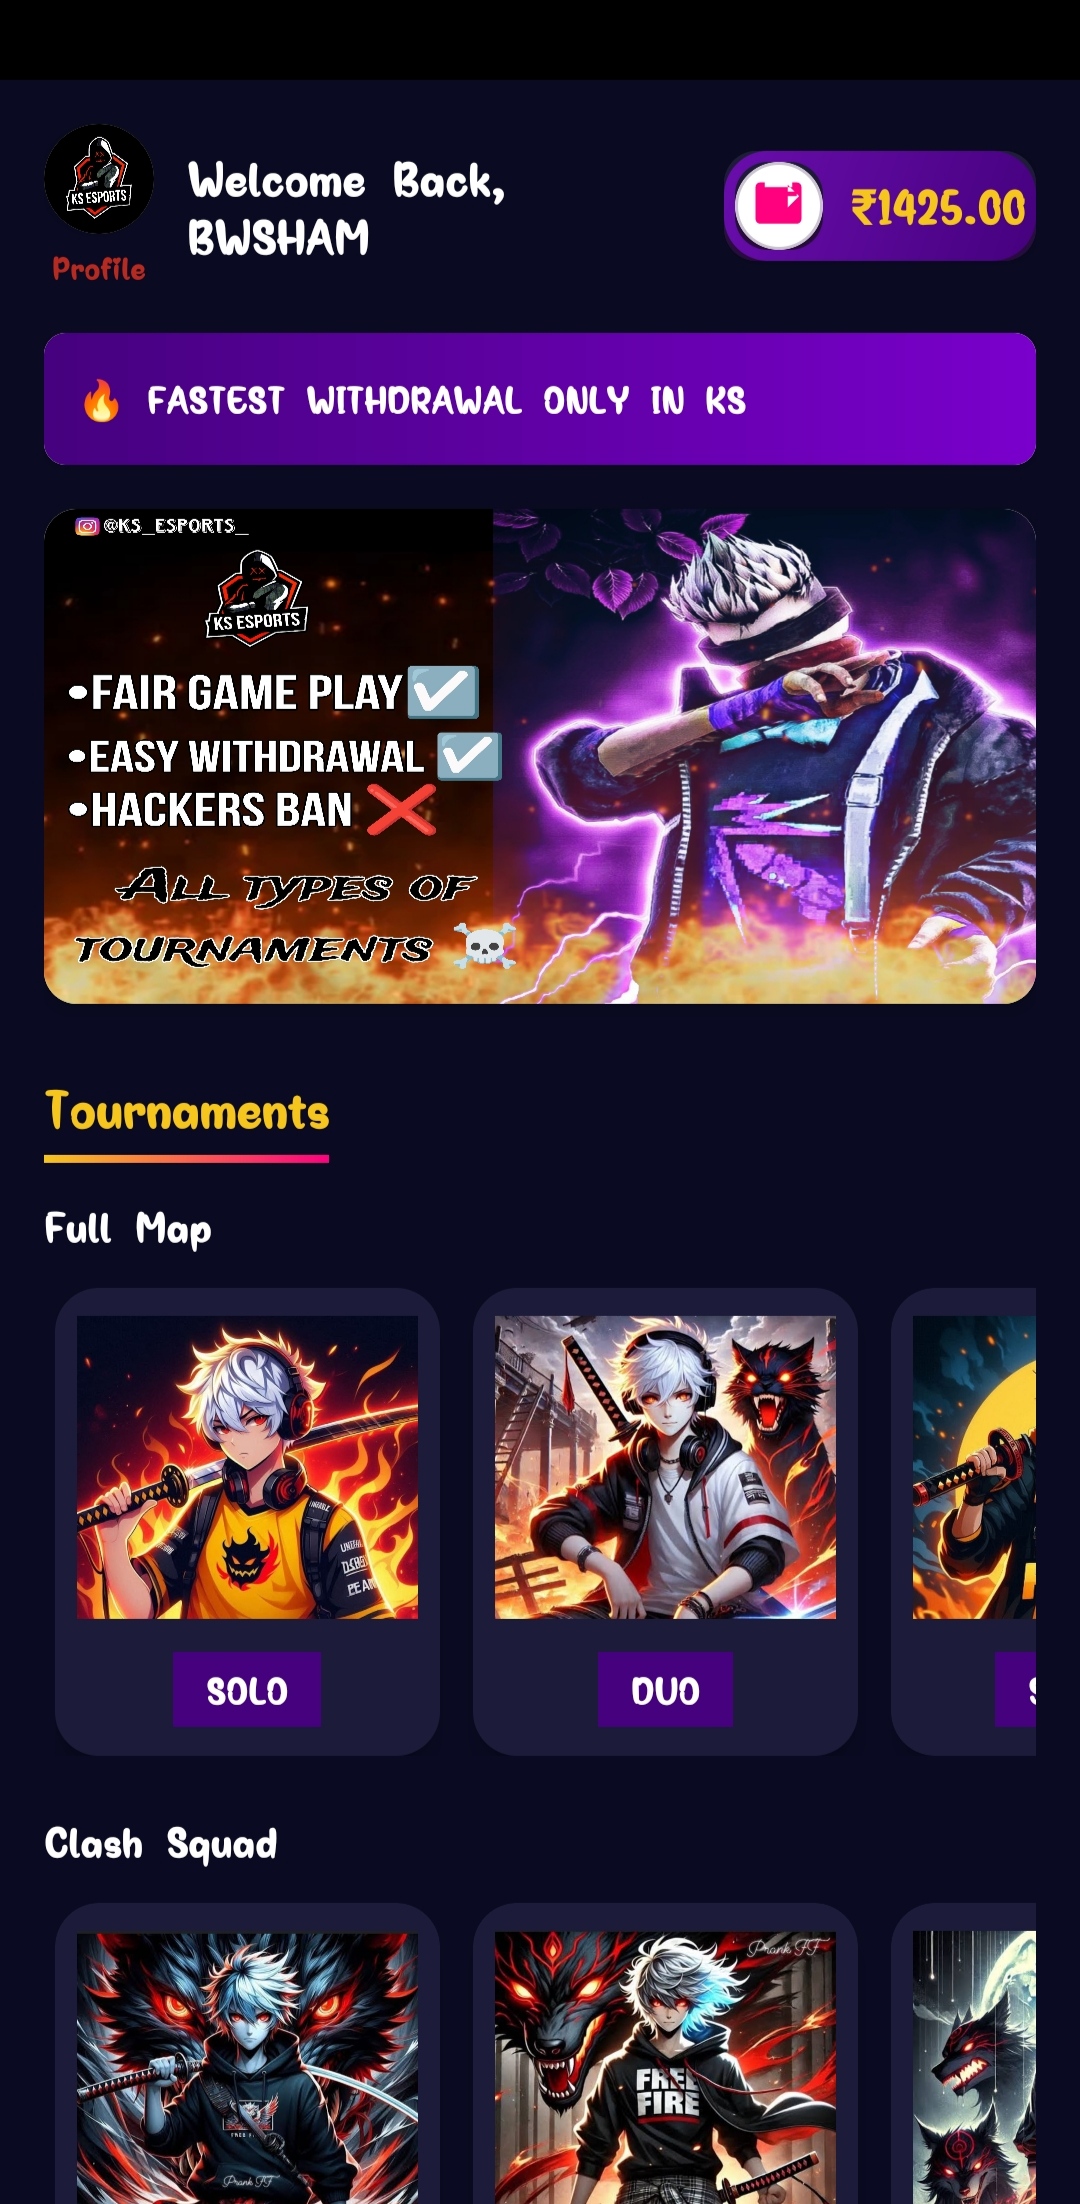 KS ESPORTS
Profile
Welcome Back,
BWSHAM
₹1425.00
🔥 FASTEST WITHDRAWAL ONLY IN KS
@KS_ESPORTS_
KS ESPORTS
•FAIR GAME PLAY ☑️
•EASY WITHDRAWAL ☑️
•HACKERS BAN ❌
ALL TYPES OF
TOURNAMENTS ☠️
Tournaments
Full Map
SOLO
DUO
Clash Squad
Prank FF
FREE
FIRE
Prank FF